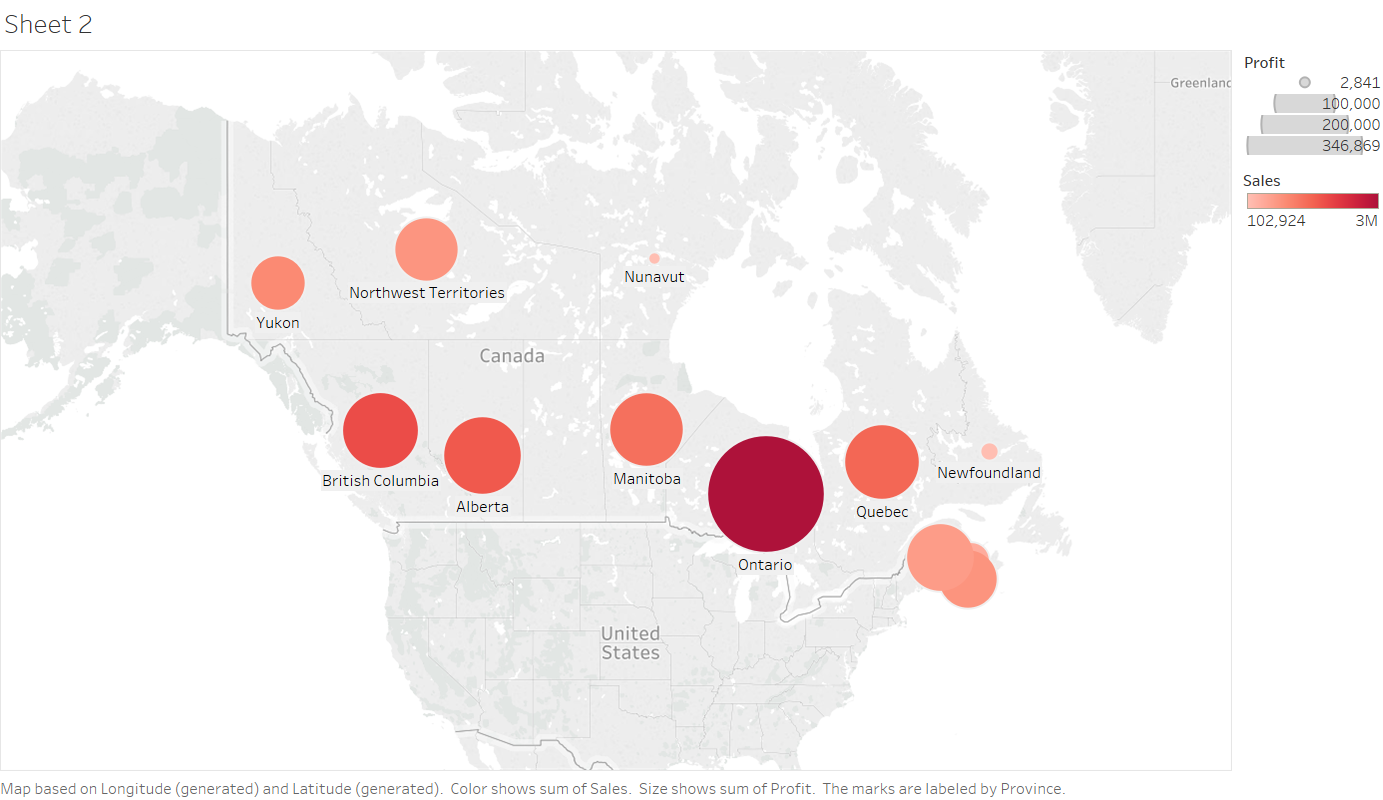 Sheet 2
Greenland
Profit
2,841
100,000
200,000
346,869
Sales
102,924 3M
Nunavut
Northwest Territories
Yukon
Canada
British Columbia
Alberta
Manitoba
Ontario
Quebec
Newfoundland
United
States
Map based on Longitude (generated) and Latitude (generated). Color shows sum of Sales. Size shows sum of Profit. The marks are labeled by Province.